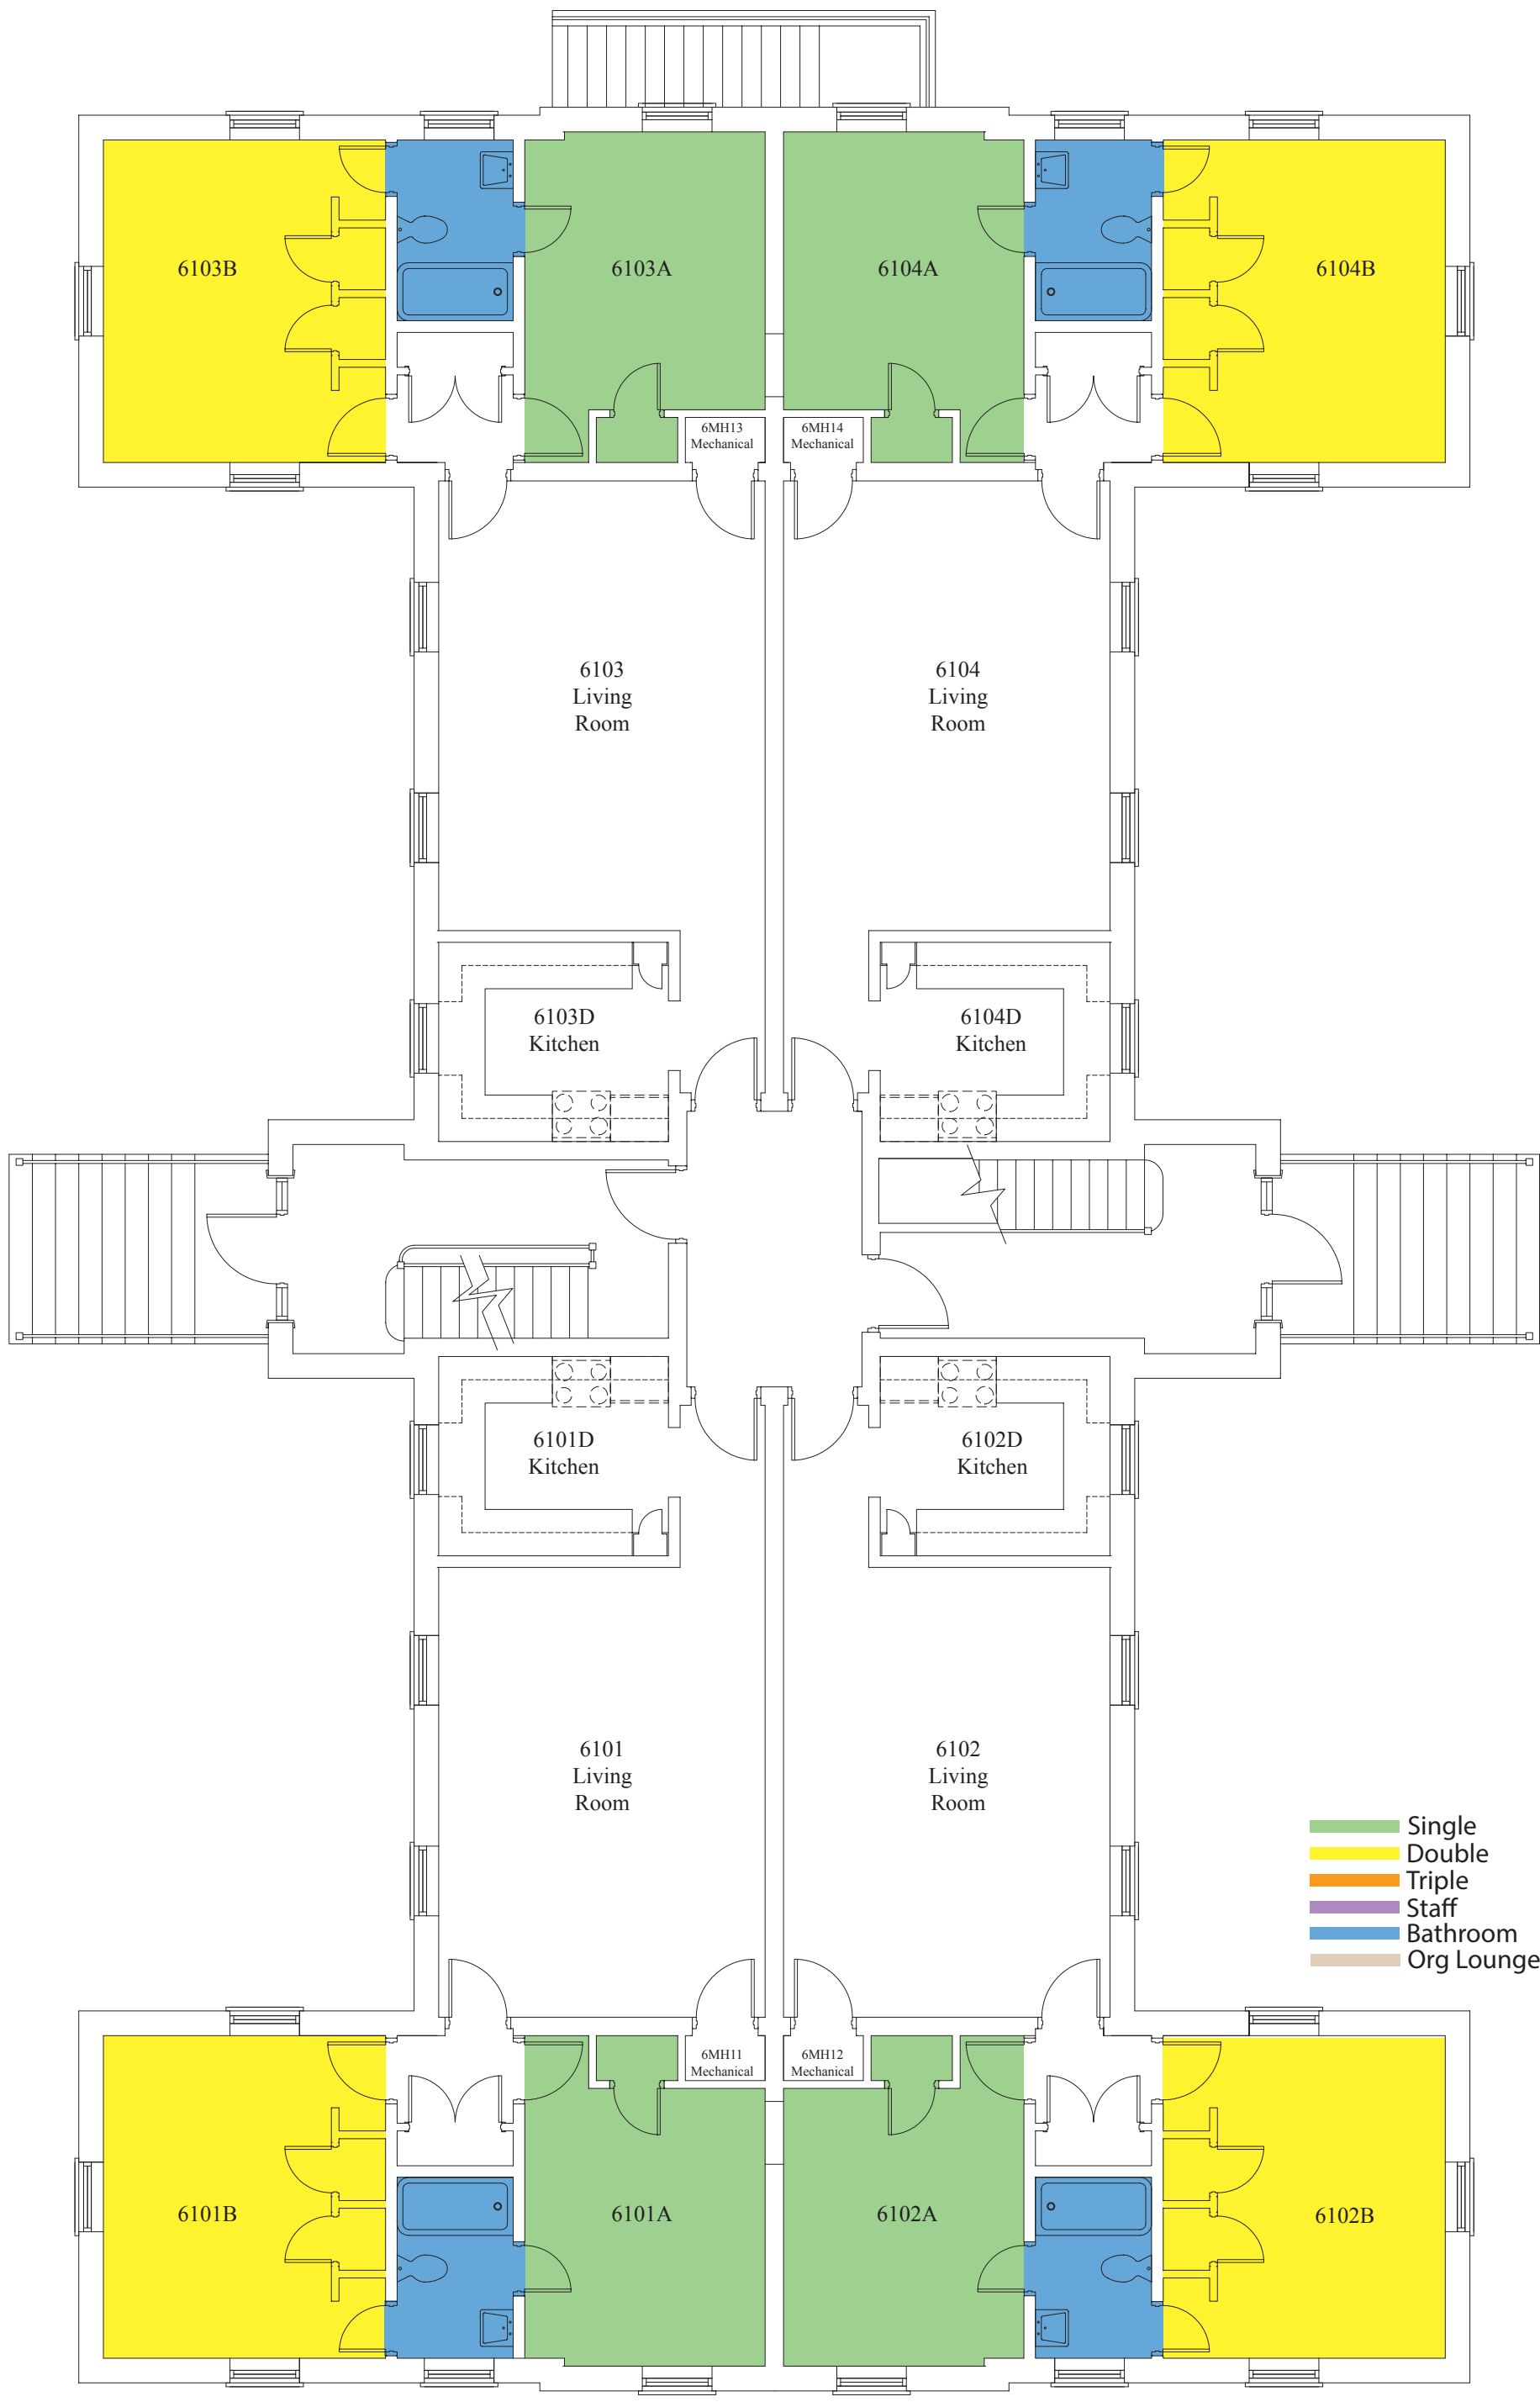 6103B
6103A
6104A
6104B
6MH13
Mechanical
6MH14
Mechanical
6103
Living
Room
6104
Living
Room
6103D
Kitchen
6104D
Kitchen
6101D
Kitchen
6102D
Kitchen
6101
Living
Room
6102
Living
Room
Single
Double
Triple
Staff
Bathroom
Org Lounge
6MH11
Mechanical
6MH12
Mechanical
6101B
6101A
6102A
6102B